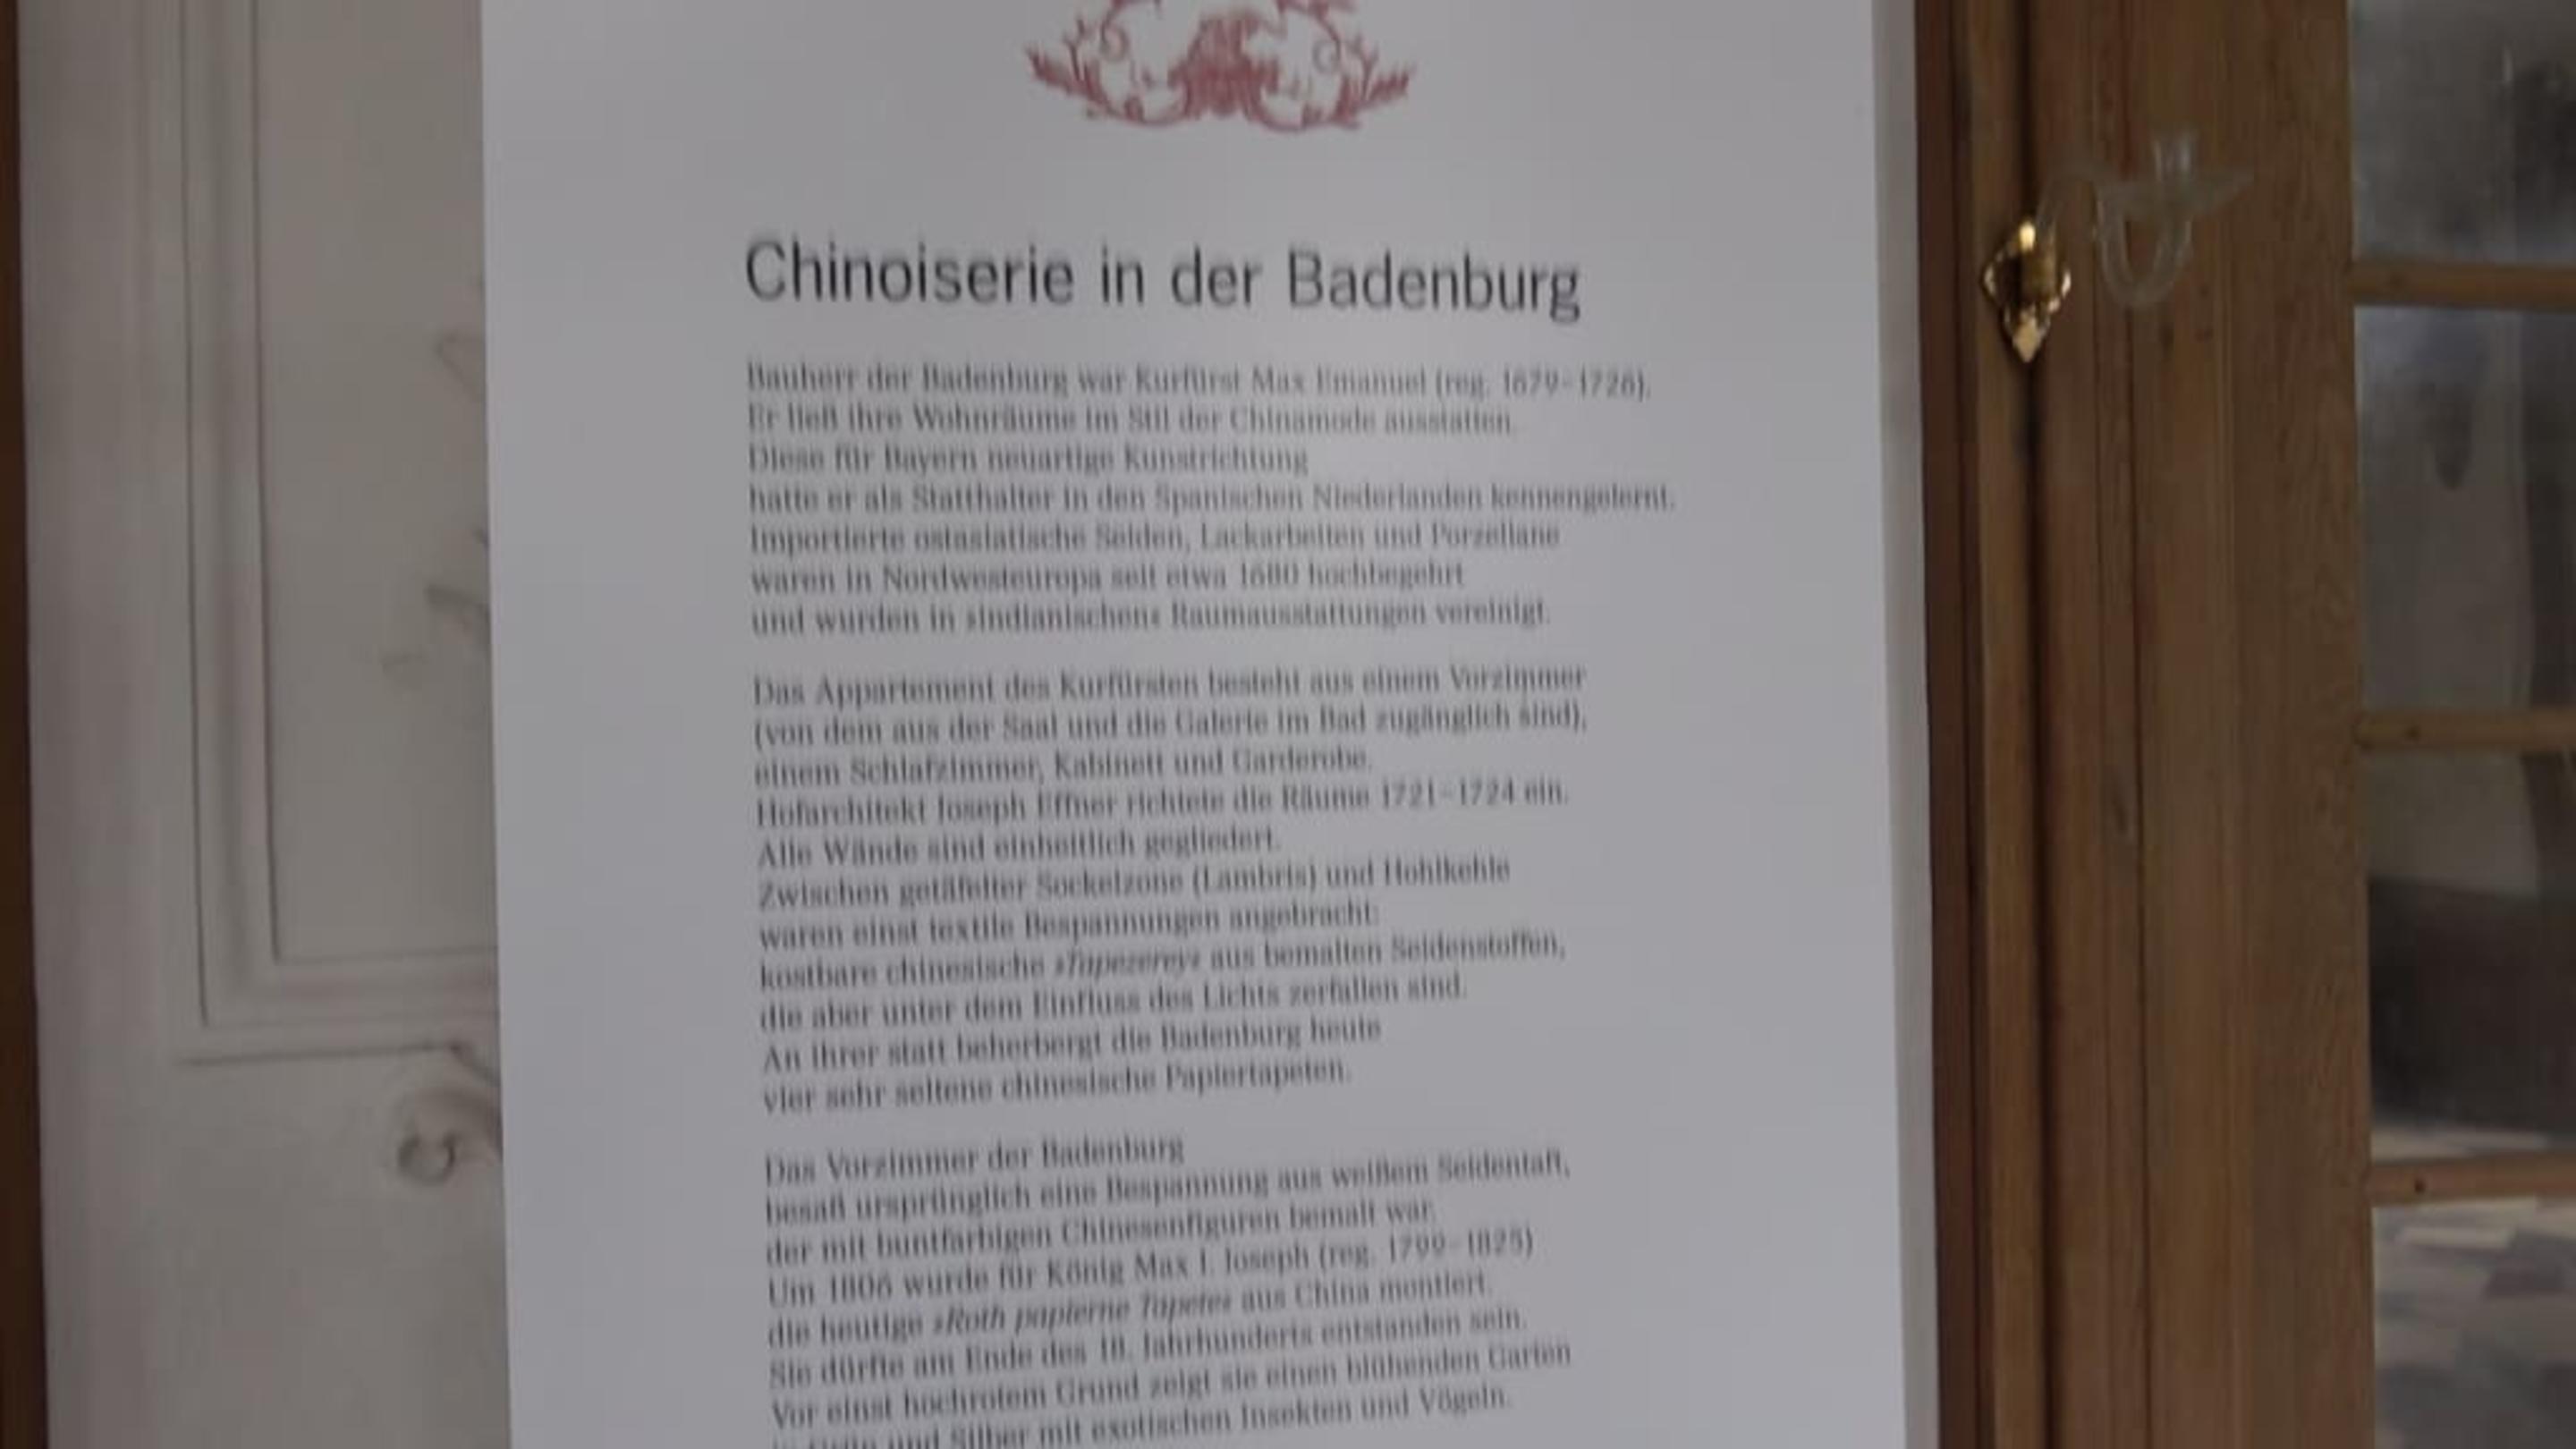 Chinoiserie in der Badenburg
Bauherr der Badenburg war Kurfürst Max Emanuel (reg. 1679–1726).
Er ließ ihre Wohnräume im Stil der Chinamode ausstatten.
Diese für Bayern neuartige Kunstrichtung
hatte er als Statthalter in den Spanischen Niederlanden kennengelernt.
Importierte ostasiatische Seiden, Lackarbeiten und Porzellane
waren in Nordwesteuropa seit etwa 1680 hochbegehrt
und wurden in »indianischen« Raumausstattungen vereinigt.
Das Appartement des Kurfürsten besteht aus einem Vorzimmer
(von dem aus der Saal und die Galerie im Bad zugänglich sind),
einem Schlafzimmer, Kabinett und Garderobe.
Hofarchitekt Joseph Effner richtete die Räume 1721–1724 ein.
Alle Wände sind einheitlich gegliedert.
Zwischen getäfelter Sockelzone (Lambris) und Hohlkehle
waren einst textile Bespannungen angebracht:
kostbare chinesische »Tapezerey« aus bemalten Seidenstoffen,
die aber unter dem Einfluss des Lichts zerfallen sind.
An ihrer statt beherbergt die Badenburg heute
vier sehr seltene chinesische Papiertapeten.
Das Vorzimmer der Badenburg
besaß ursprünglich eine Bespannung aus weißem Seidentaft,
der mit buntfarbigen Chinesenfiguren bemalt war.
Um 1806 wurde für König Max I. Joseph (reg. 1799–1825)
die heutige »Roth papierne Tapete« aus China montiert.
Sie dürfte am Ende des 18. Jahrhunderts entstanden sein.
Vor einst hochrotem Grund zeigt sie einen blühenden Garten
und Silber mit exotischen Insekten und Vögeln.